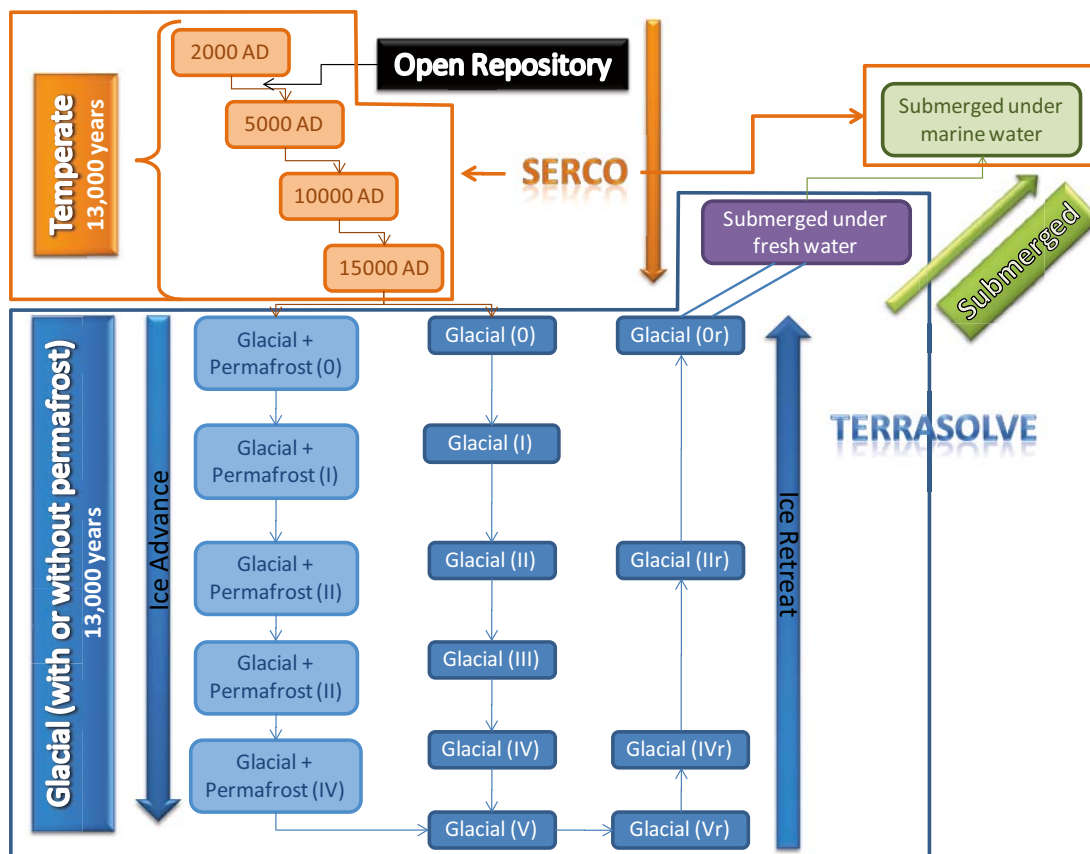 2000 AD
Open Repository
5000 AD
10000 AD
15000 AD
Temperate
13,000 years
SERCO
Submerged under
marine water
Submerged under
fresh water
Submerged
Glacial (with or without permafrost)
13,000 years
Ice Advance
Glacial +
Permafrost (0)
Glacial +
Permafrost (I)
Glacial +
Permafrost (II)
Glacial +
Permafrost (II)
Glacial +
Permafrost (IV)
Glacial (0)
Glacial (I)
Glacial (II)
Glacial (III)
Glacial (IV)
Glacial (V)
Glacial (0r)
Glacial (IIr)
Glacial (IVr)
Glacial (Vr)
Ice Retreat
TERRASOLVE